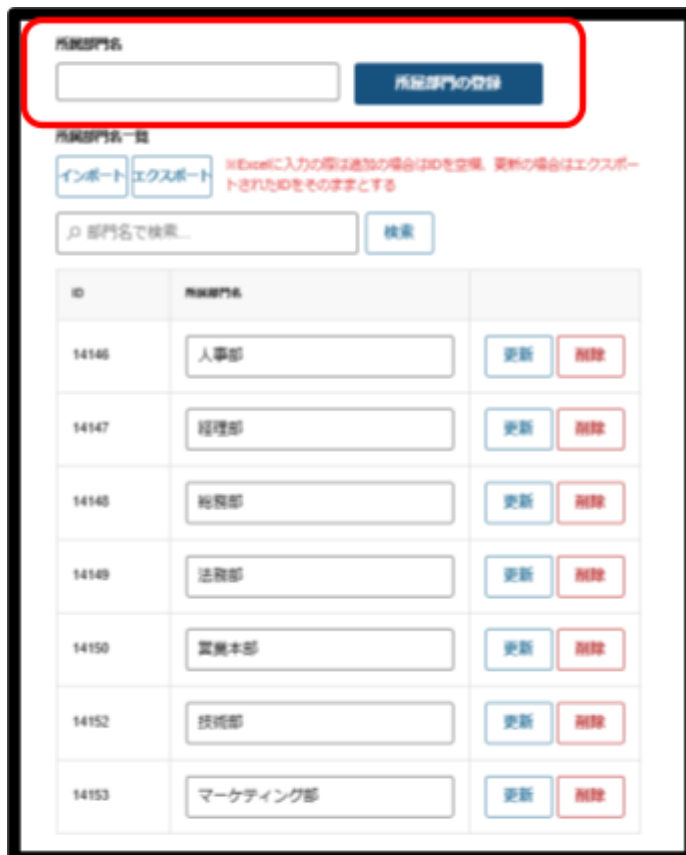 所属部門名
所属部門の登録
所属部門名一覧
インポート エクスポート ※Excelに入力の際は追加の場合はIDを空欄、更新の場合はエクスポー
トされたIDをそのままとする
部門名で検索... 検索
ID 所属部門名
14146 人事部 更新 削除
14147 経理部 更新 削除
14148 総務部 更新 削除
14149 法務部 更新 削除
14150 営業本部 更新 削除
14152 技術部 更新 削除
14153 マーケティング部 更新 削除